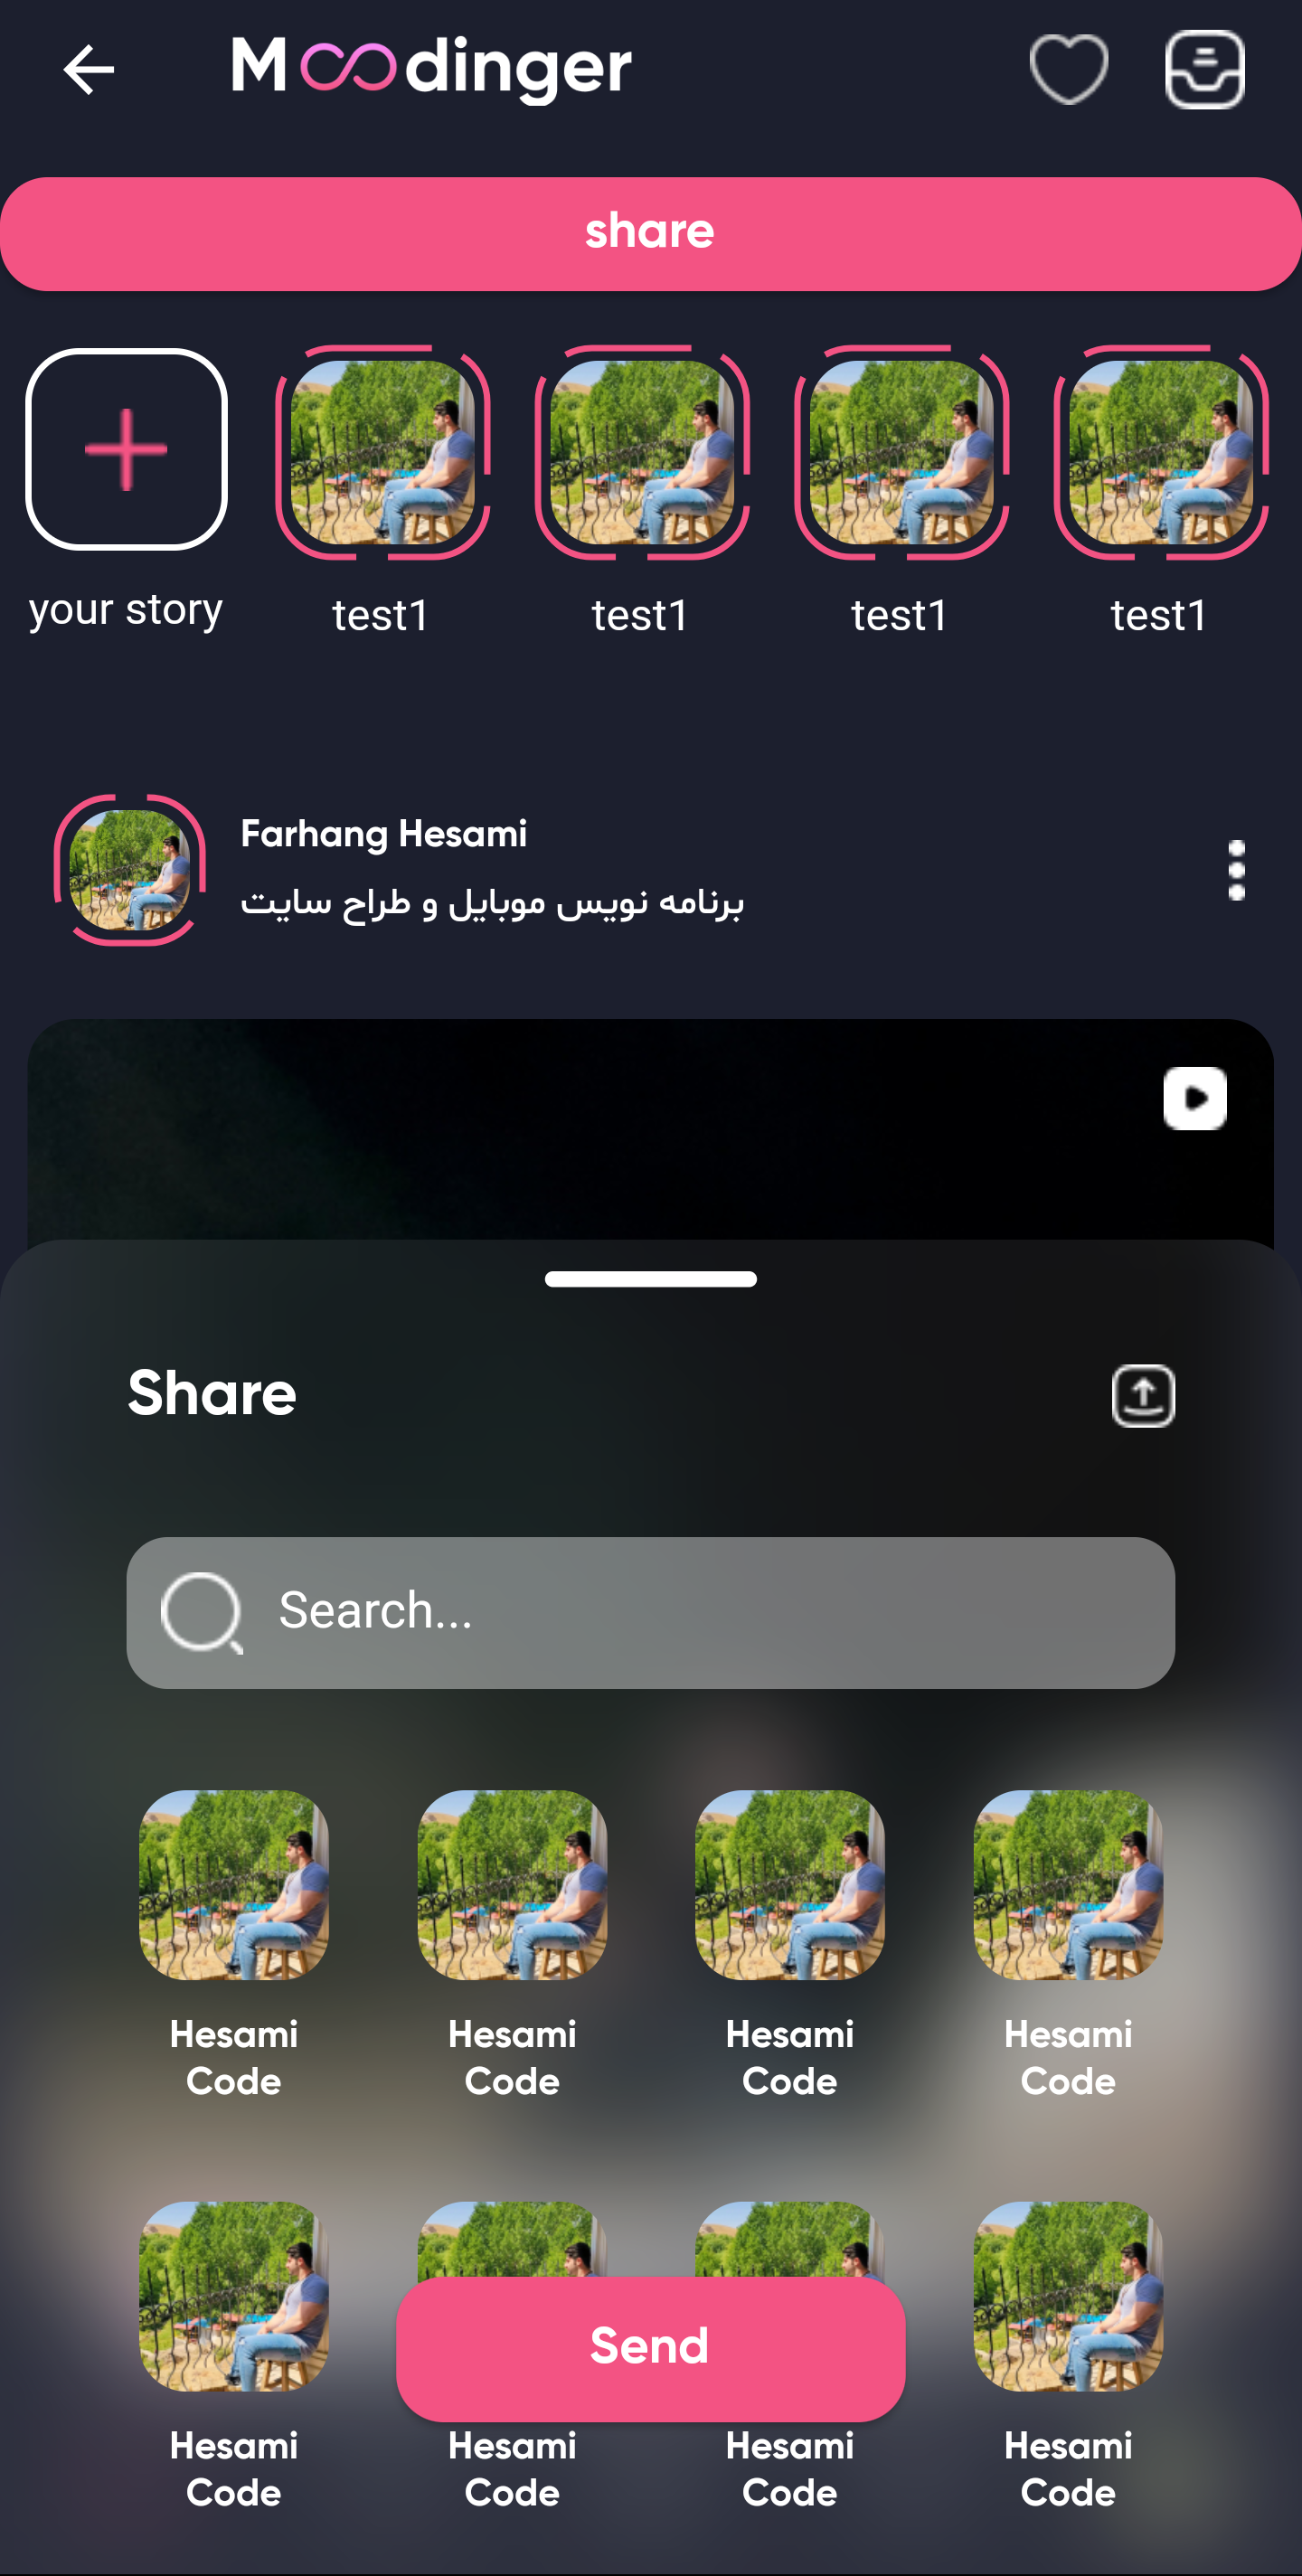 Moodinger
share
your story
test1
test1
test1
test1
Farhang Hesami
برنامه نویس موبایل و طراح سایت
Share
Search...
Hesami Code
Hesami Code
Hesami Code
Hesami Code
Send
Hesami Code
Hesami Code
Hesami Code
Hesami Code